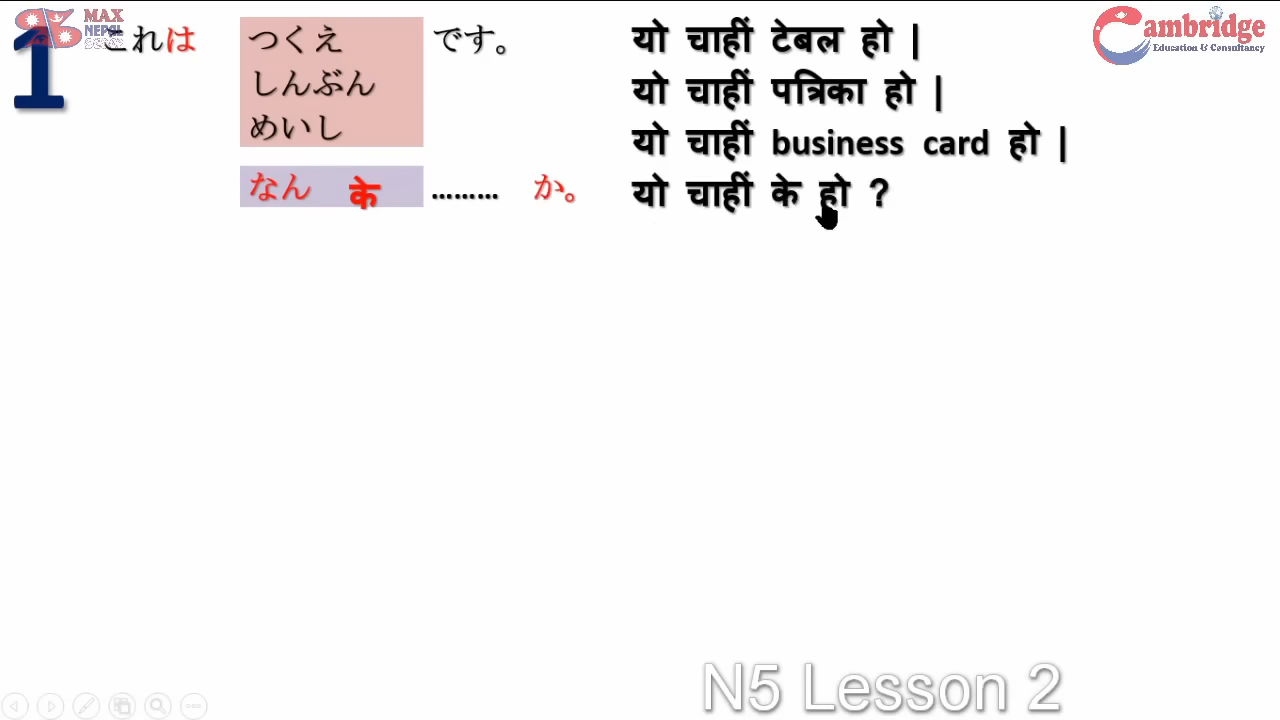 MAX
NEPAL
1 これは つくえ です。 यो चाहीं टेबल हो |
しんぶん यो चाहीं पत्रिका हो |
めいし यो चाहीं business card हो |
なん के ......... か。 यो चाहीं के हो ?
Cambridge
Education & Consultancy
N5 Lesson 2